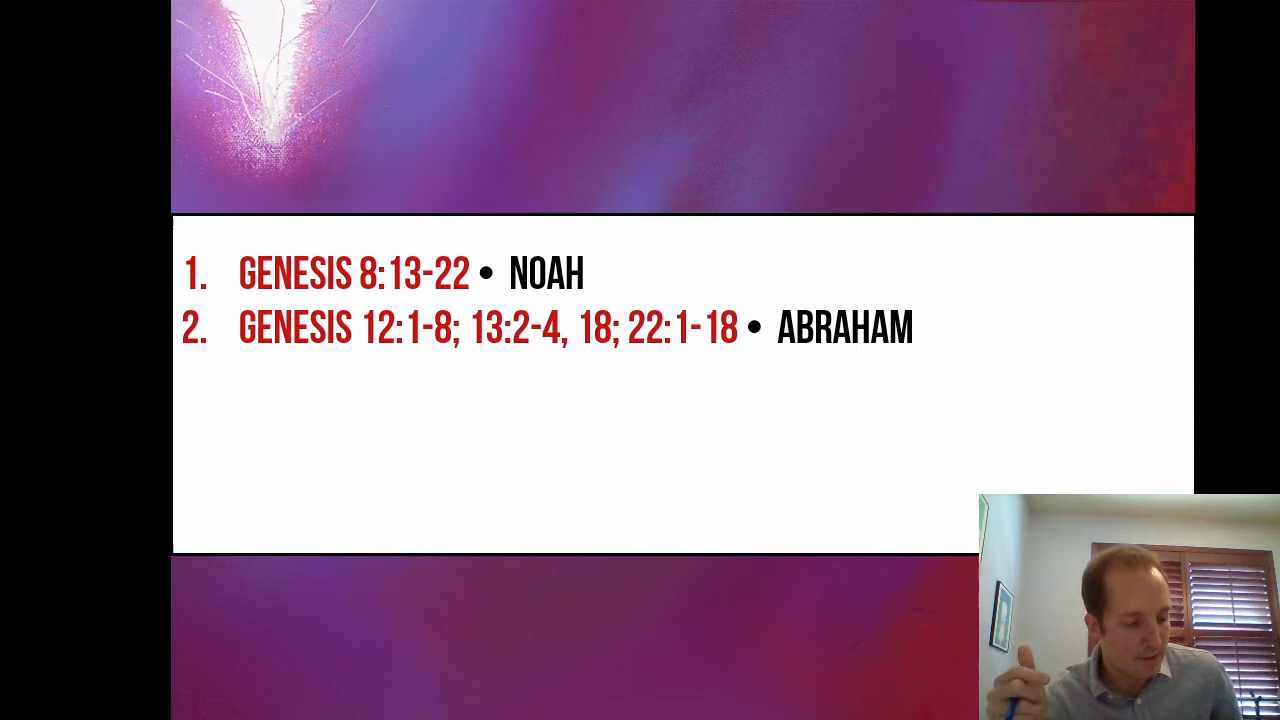 1. GENESIS 8:13-22 • NOAH
2. GENESIS 12:1-8; 13:2-4, 18; 22:1-18 • ABRAHAM